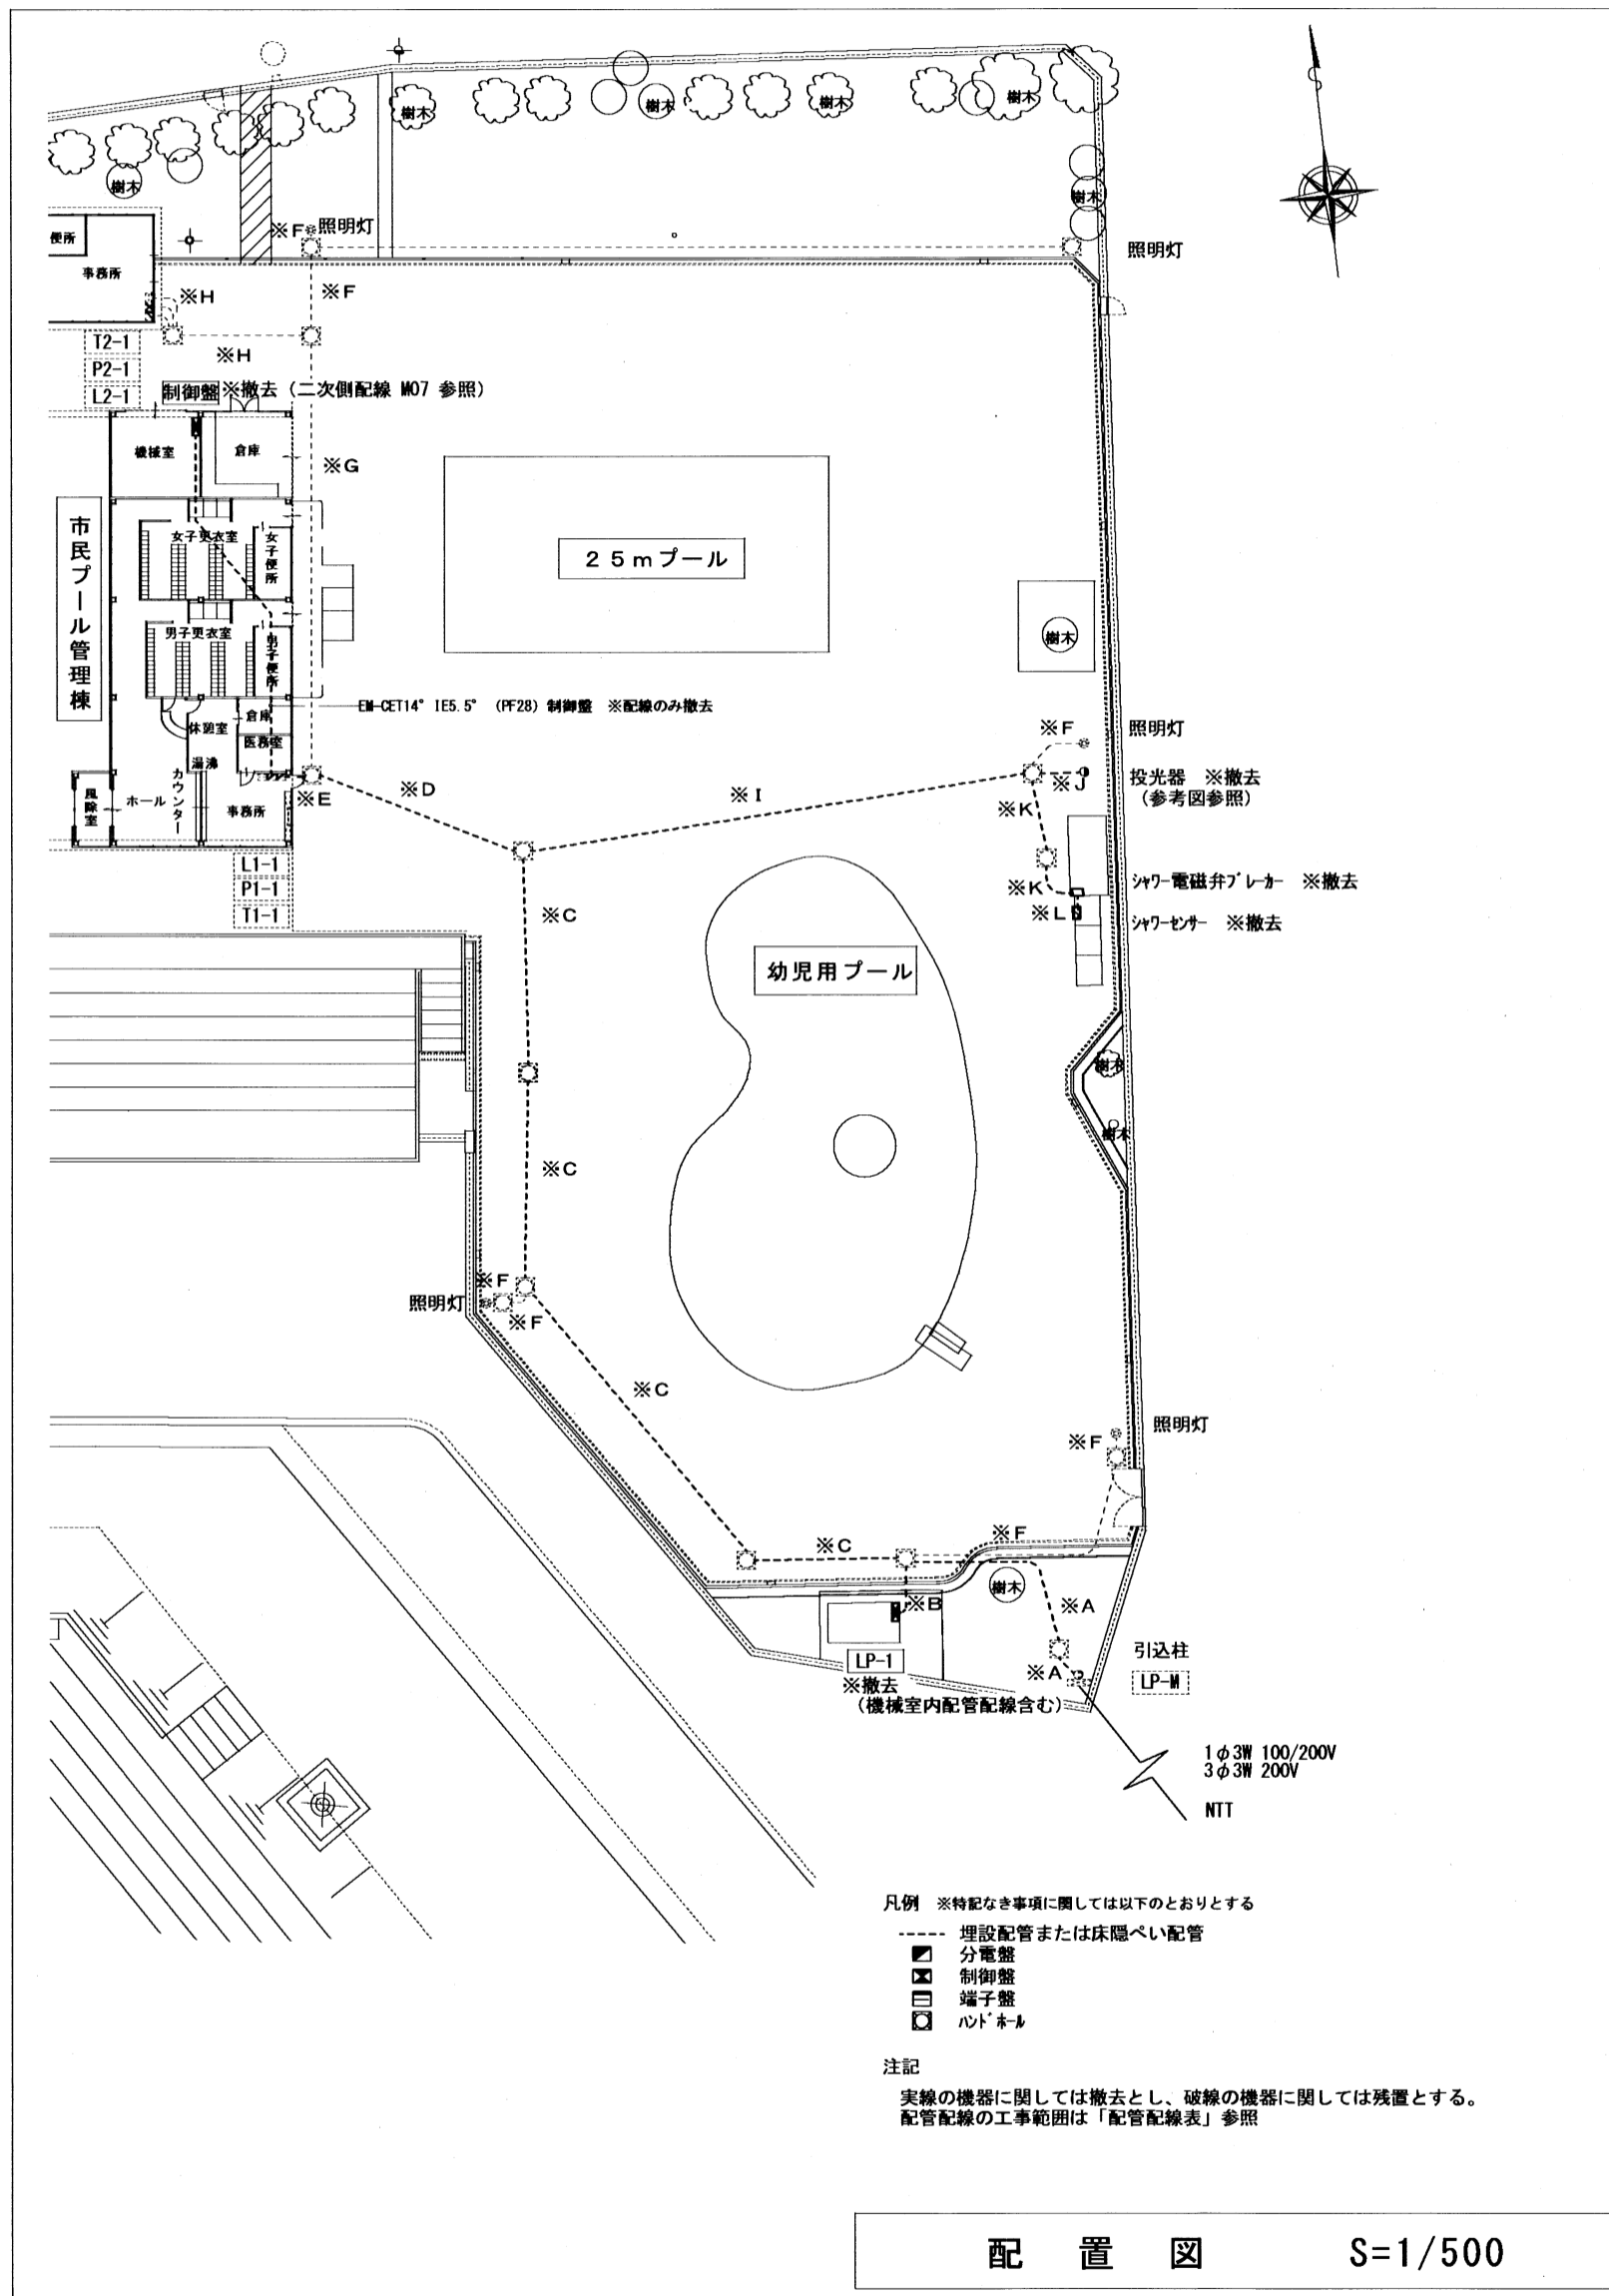 樹木
樹木
樹木
樹木
樹木
樹木
便所
事務所
※F
照明灯
照明灯
※H
※F
※H
T2-1
P2-1
L2-1
制御盤 ※撤去（二次側配線 M07 参照）
機械室
倉庫
※G
市民プール管理棟
女子更衣室
女子便所
25mプール
男子更衣室
男子便所
樹木
EM-CET14° IE5.5° (PF28) 制御盤 ※配線のみ撤去
休憩室
倉庫
医務室
湯沸
※F
照明灯
風除室
ホール
カウンター
事務所
※E
※D
※I
※J
投光器 ※撤去
（参考図参照）
※K
L1-1
P1-1
T1-1
※K
シャワー電磁弁ブレーカー ※撤去
※C
※L
シャワーセンサー ※撤去
幼児用プール
樹木
樹木
※C
※F
照明灯
※F
※C
照明灯
※F
※C
※F
樹木
※B
※A
LP-1
※撤去
（機械室内配管配線含む）
※A
引込柱
LP-M
1φ3W 100/200V
3φ3W 200V
NTT
凡例 ※特記なき事項に関しては以下のとおりとする
埋設配管または床隠ぺい配管
分電盤
制御盤
端子盤
ハンドホール
注記
実線の機器に関しては撤去とし、破線の機器に関しては残置とする。
配管配線の工事範囲は「配管配線表」参照
配置図 S=1/500